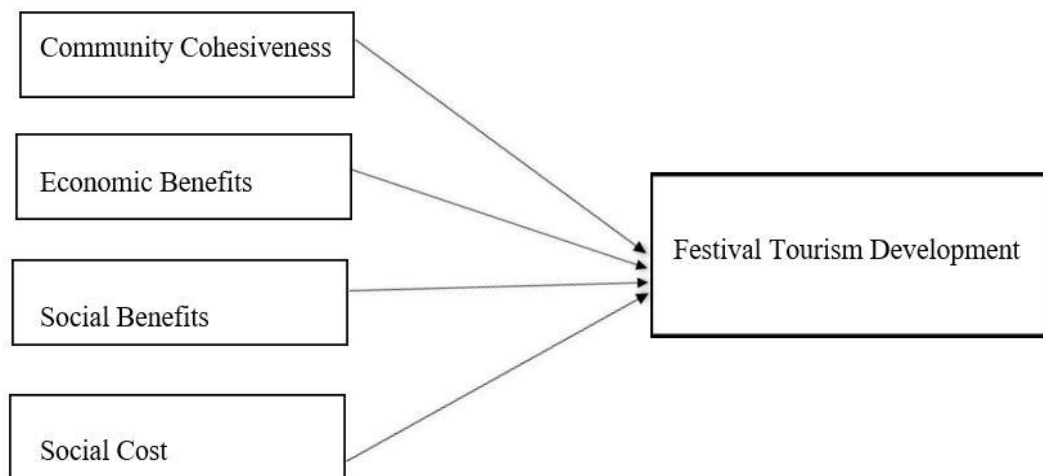 Community Cohesiveness
Economic Benefits
Festival Tourism Development
Social Benefits
Social Cost